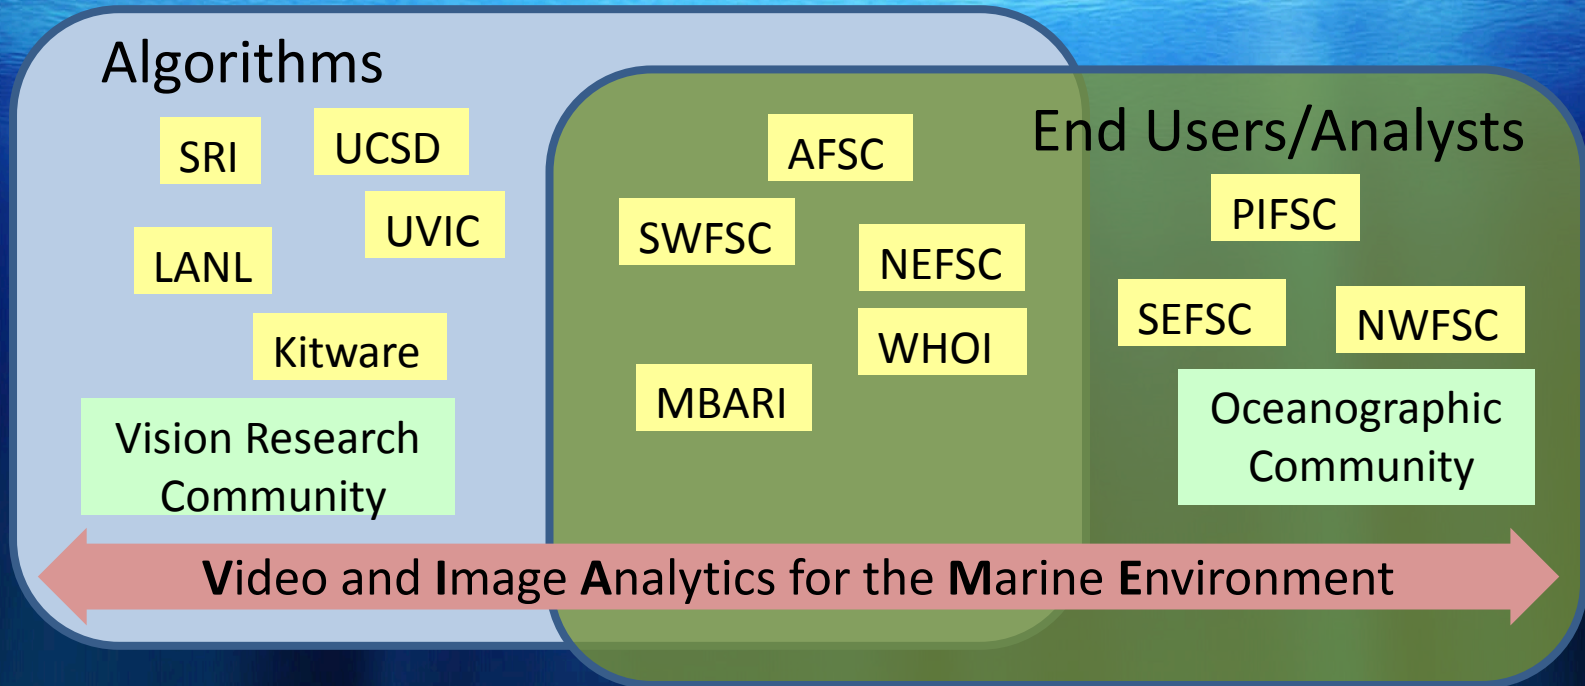 Algorithms
SRI
UCSD
UVIC
LANL
Kitware
Vision Research
Community
AFSC
SWFSC
NEFSC
WHOI
MBARI
End Users/Analysts
PIFSC
SEFSC
NWFSC
Oceanographic
Community
Video and Image Analytics for the Marine Environment